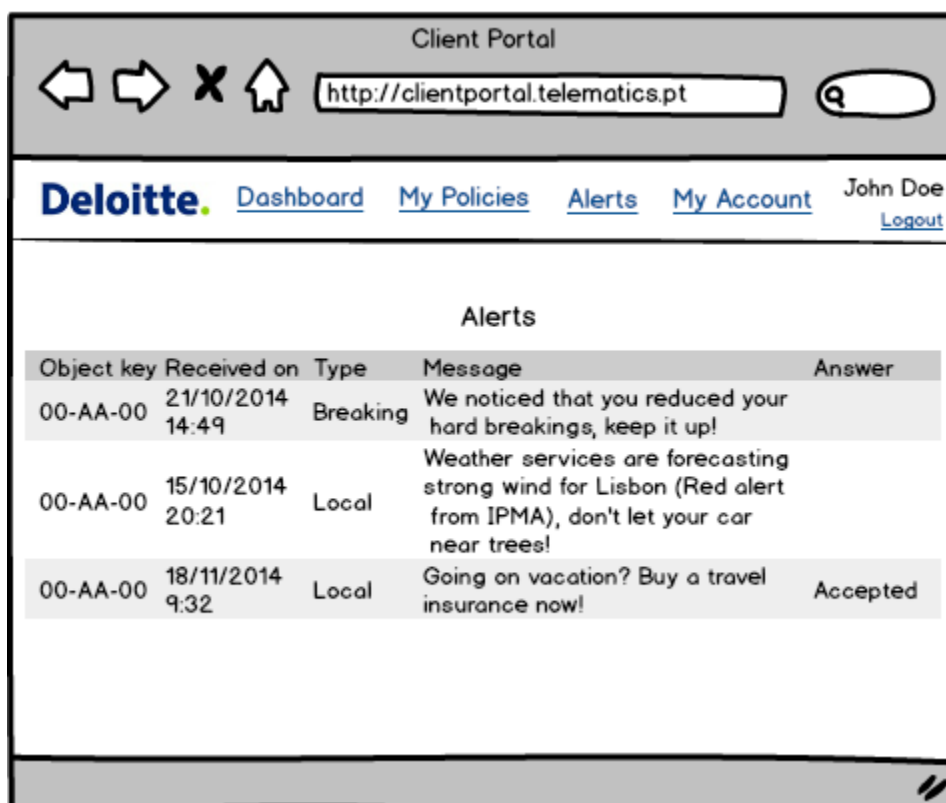 Client Portal
http://clientportal.telematics.pt
Deloitte. Dashboard My Policies Alerts My Account John Doe
Logout
Alerts
Object key Received on Type Message Answer
00-AA-00 21/10/2014 14:49 Breaking We noticed that you reduced your
hard breakings, keep it up!
Weather services are forecasting
00-AA-00 15/10/2014 20:21 Local strong wind for Lisbon (Red alert
from IPMA), don't let your car
near trees!
00-AA-00 18/11/2014 9:32 Local Going on vacation? Buy a travel
insurance now! Accepted